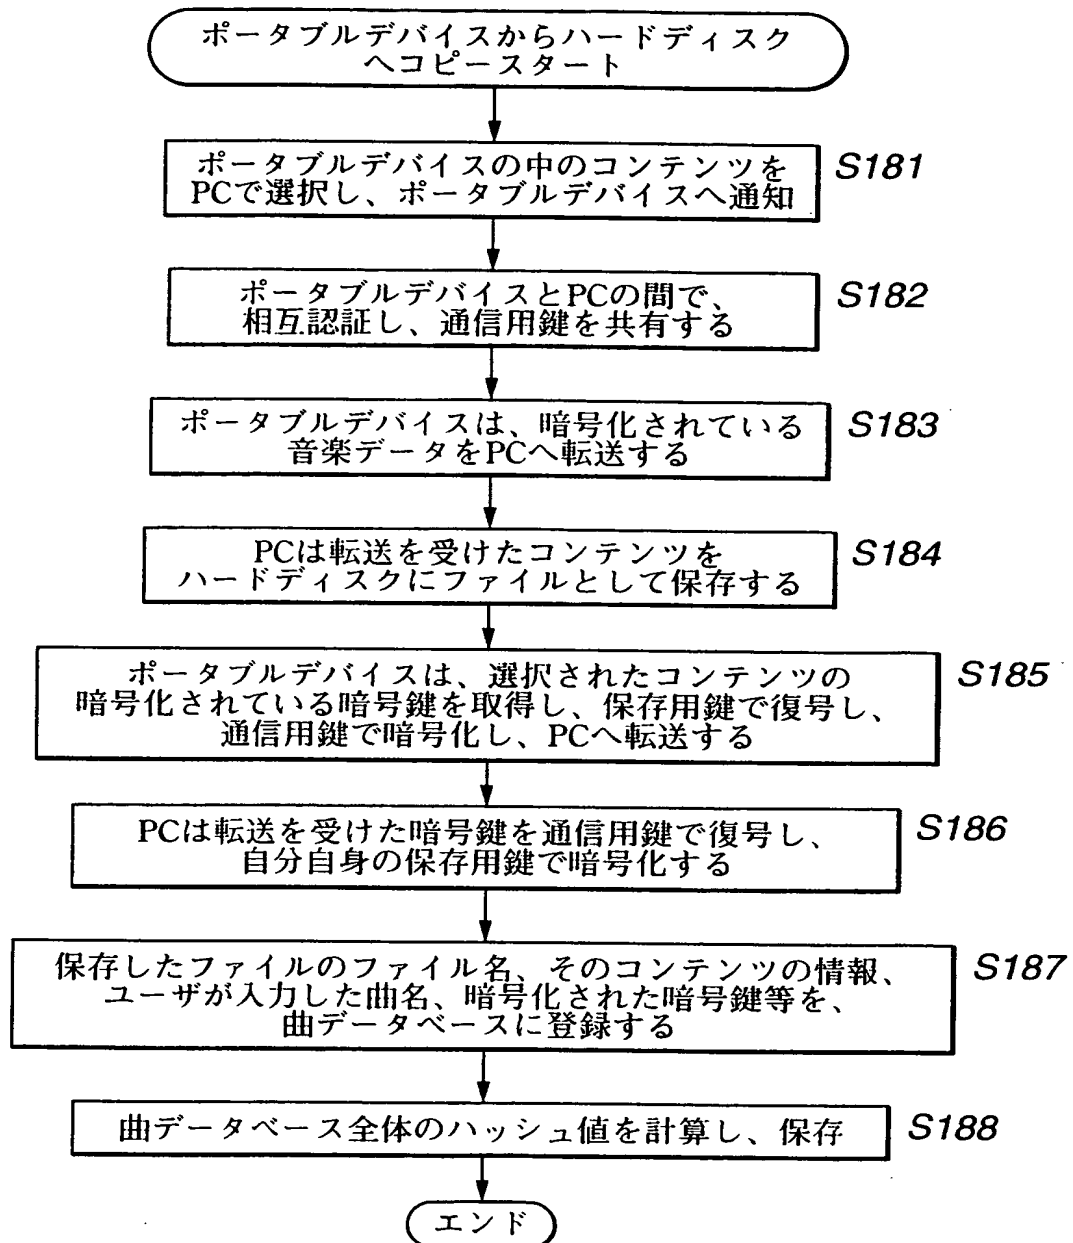 ポータブルデバイスからハードディスク
へコピースタート
ポータブルデバイスの中のコンテンツを
PCで選択し、ポータブルデバイスへ通知
S181
ポータブルデバイスとPCの間で、
相互認証し、通信用鍵を共有する
S182
ポータブルデバイスは、暗号化されている
音楽データをPCへ転送する
S183
PCは転送を受けたコンテンツを
ハードディスクにファイルとして保存する
S184
ポータブルデバイスは、選択されたコンテンツの
暗号化されている暗号鍵を取得し、保存用鍵で復号し、
通信用鍵で暗号化し、PCへ転送する
S185
PCは転送を受けた暗号鍵を通信用鍵で復号し、
自分自身の保存用鍵で暗号化する
S186
保存したファイルのファイル名、そのコンテンツの情報、
ユーザが入力した曲名、暗号化された暗号鍵等を、
曲データベースに登録する
S187
曲データベース全体のハッシュ値を計算し、保存
S188
エンド